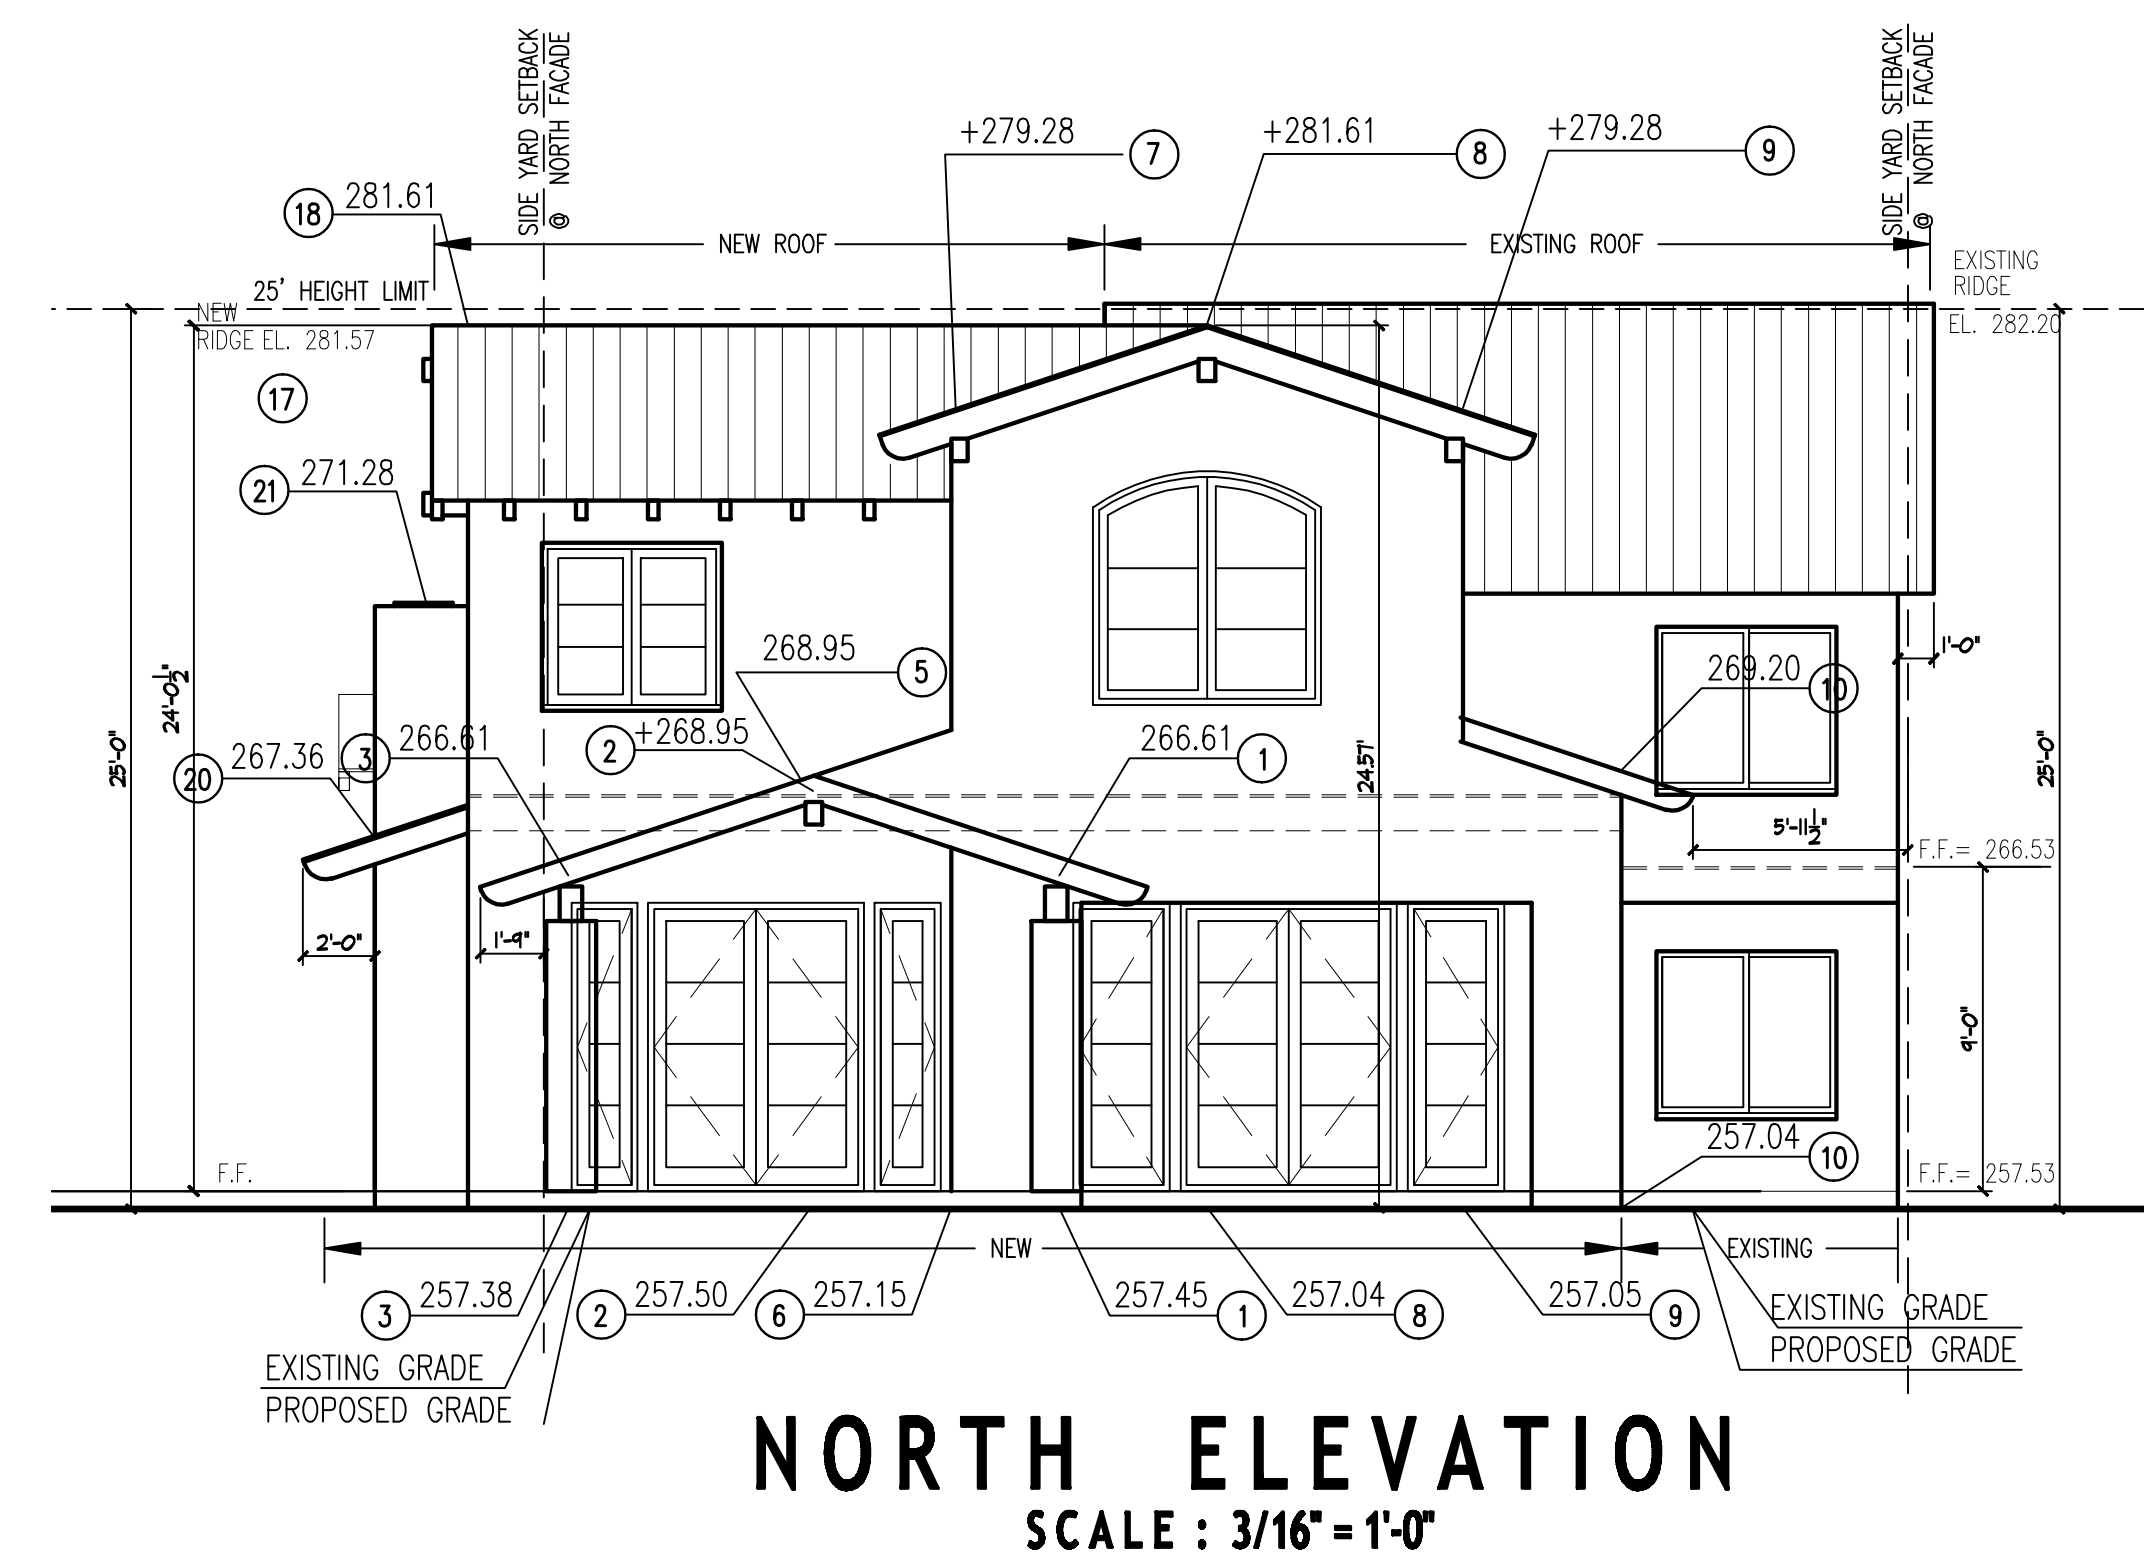 SIDE YARD SETBACK
@ NORTH FACADE
SIDE YARD SETBACK
@ NORTH FACADE
+279.28
7
+281.61
8
+279.28
9
18
281.61
NEW ROOF
EXISTING ROOF
EXISTING
RIDGE
EL. 282.20
25' HEIGHT LIMIT
NEW
RIDGE EL. 281.57
17
21
271.28
1'-0"
268.95
5
269.20
10
24'-0 1/2"
25'-0"
20
267.36
3
266.61
2
+268.95
266.61
1
24.57'
25'-0"
5'-11 1/2"
F.F.= 266.53
2'-0"
1'-9"
9'-0"
257.04
10
F.F.
F.F.= 257.53
NEW
EXISTING
3
257.38
2
257.50
6
257.15
257.45
1
257.04
8
257.05
9
EXISTING GRADE
PROPOSED GRADE
EXISTING GRADE
PROPOSED GRADE
NORTH ELEVATION
SCALE : 3/16" = 1'-0"